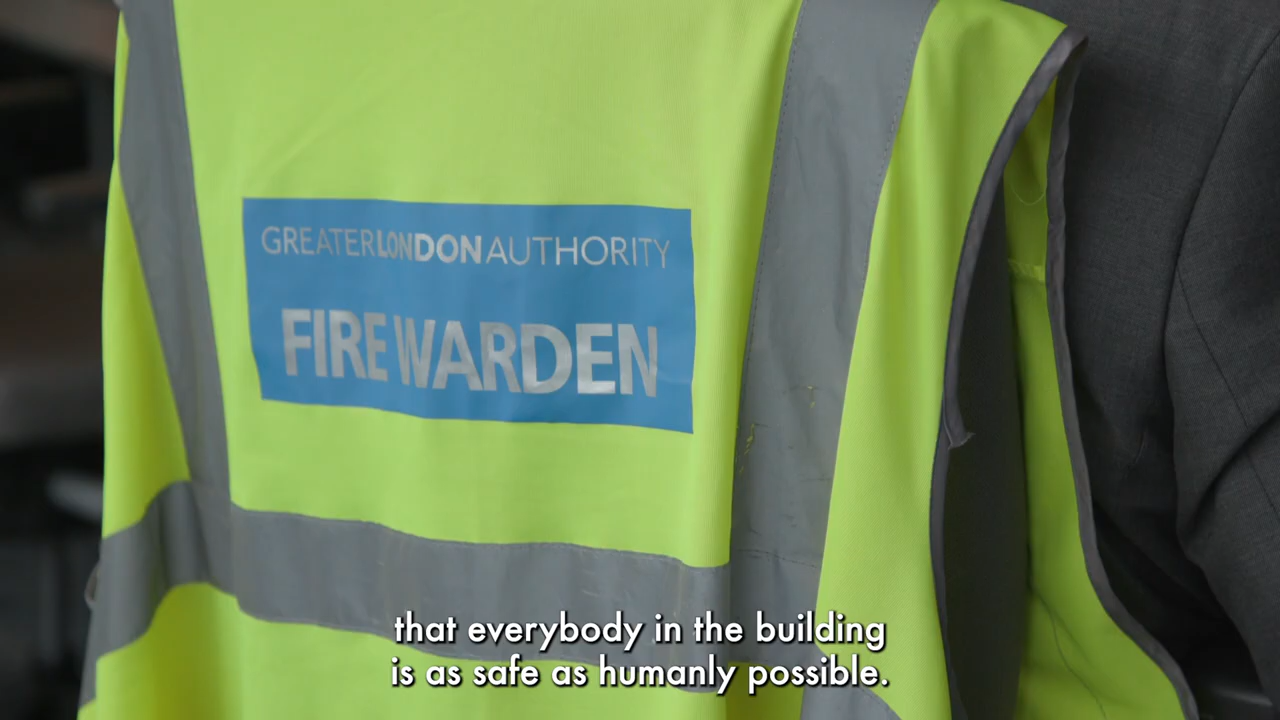 GREATERLONDONAUTHORITY
FIRE WARDEN
that everybody in the building
is as safe as humanly possible.